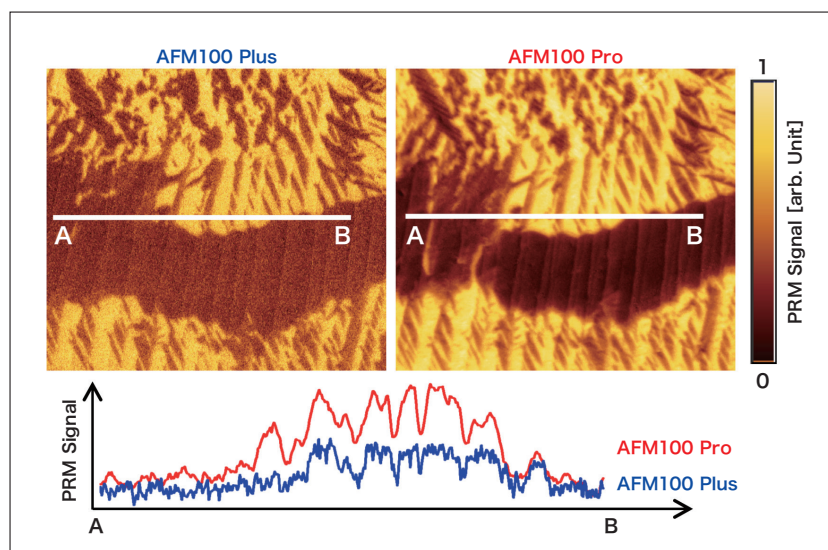 AFM100 Plus
AFM100 Pro
1
A
B
A
B
PRM Signal [arb. Unit]
0
PRM Signal
AFM100 Pro
AFM100 Plus
A
B